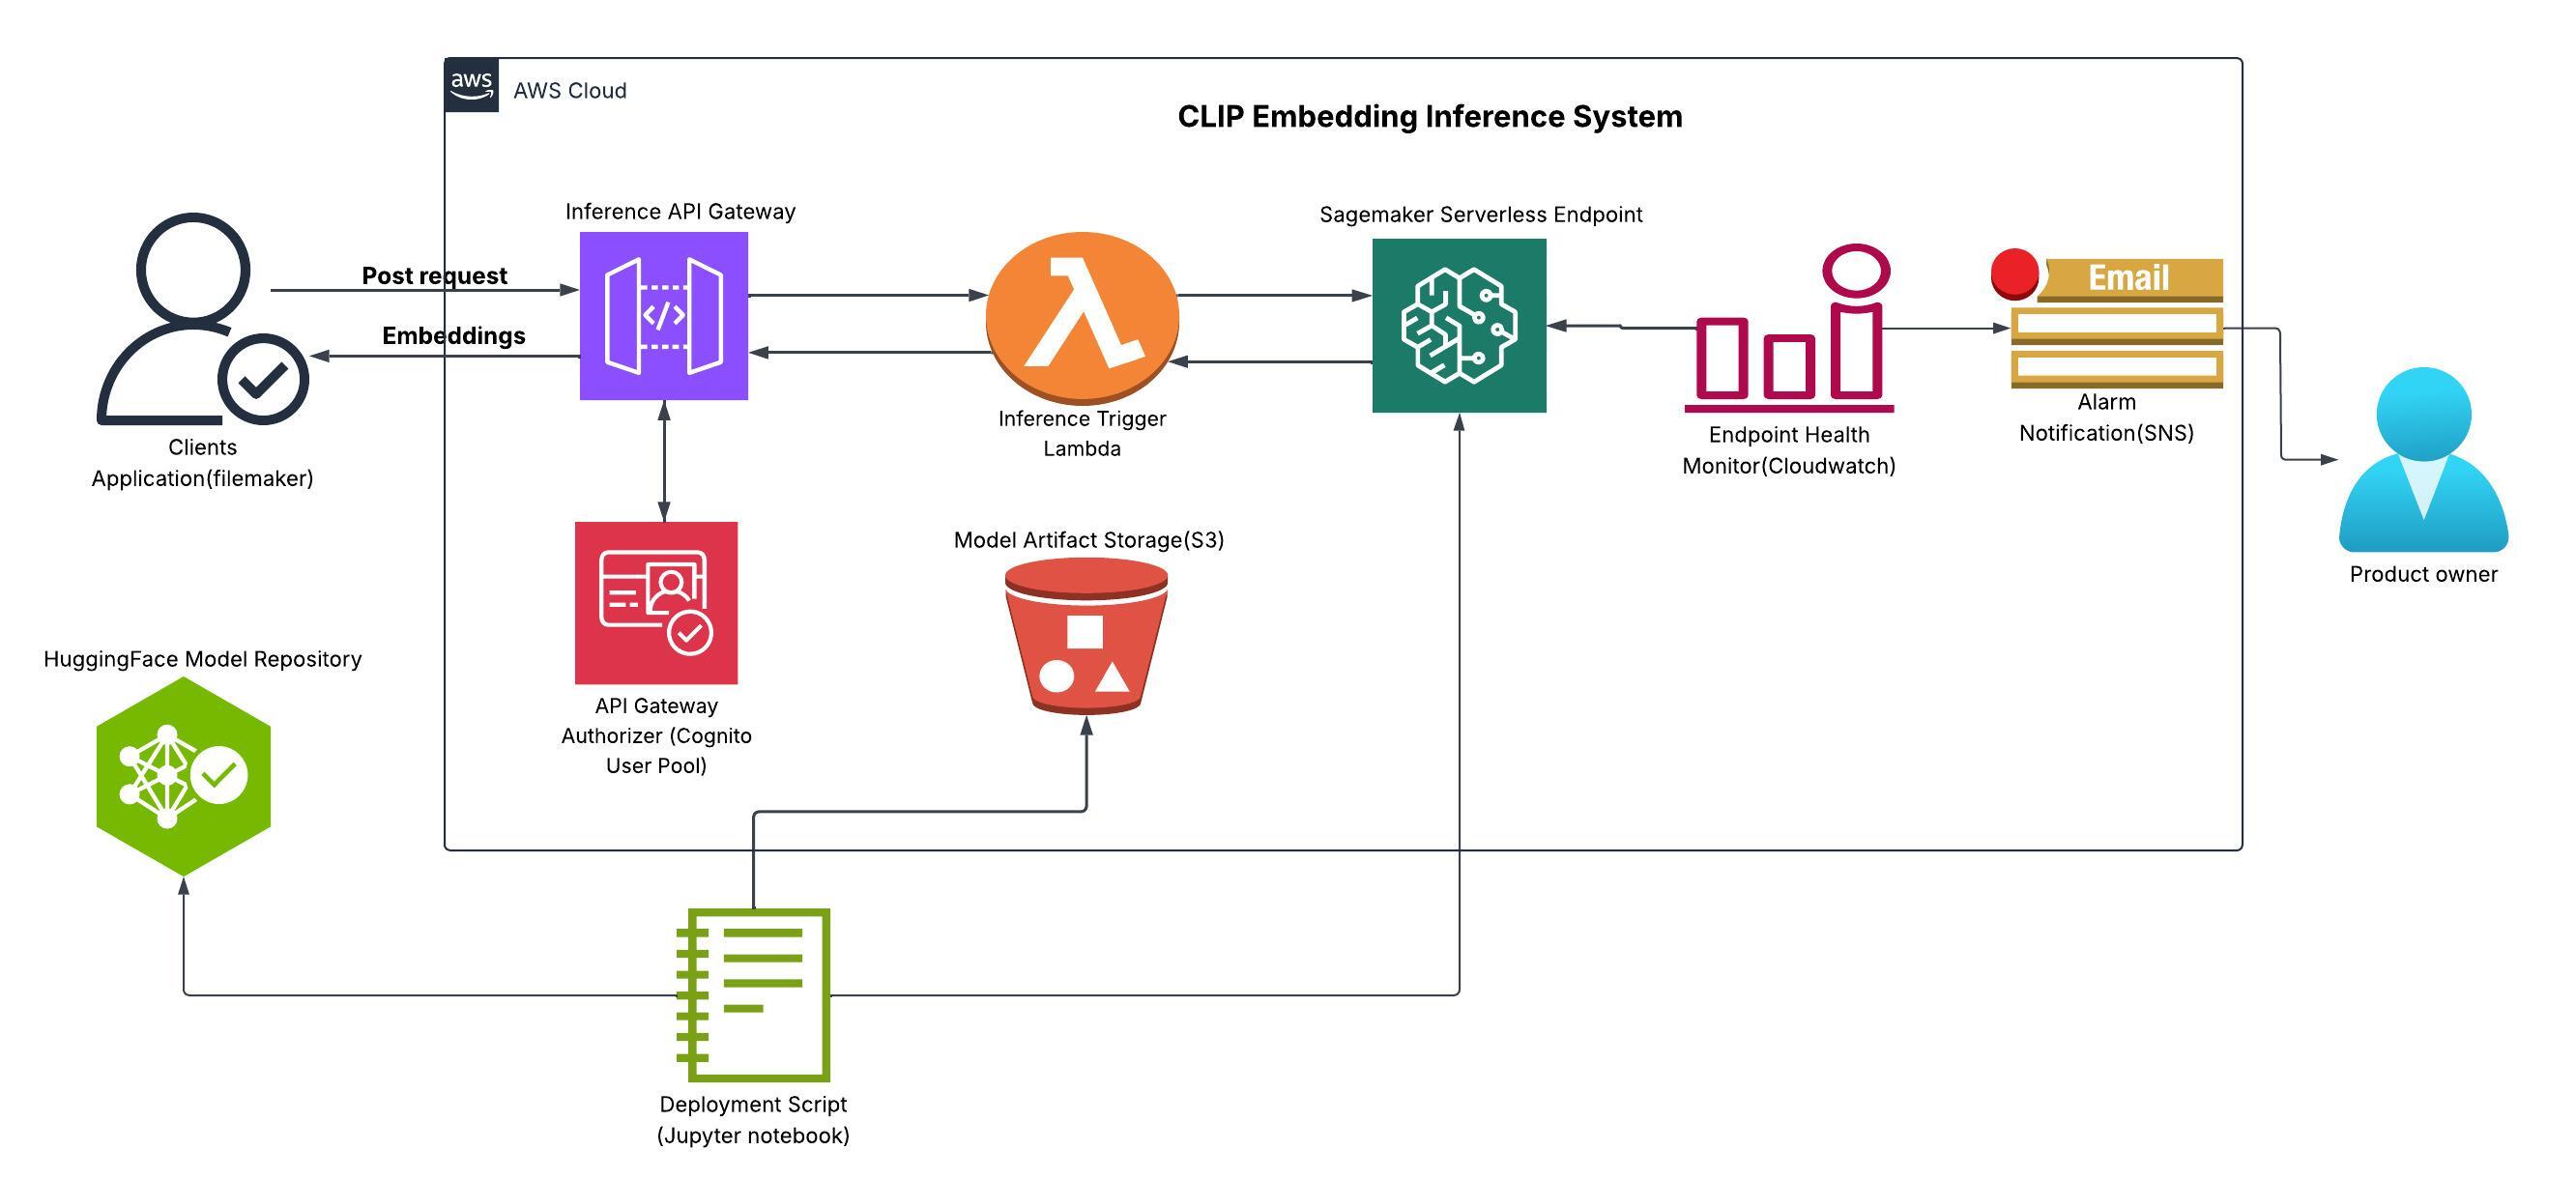 aws
AWS Cloud
CLIP Embedding Inference System
Inference API Gateway
Sagemaker Serverless Endpoint
Post request
Embeddings
</>
Email
Clients
Application(filemaker)
Inference Trigger
Lambda
Endpoint Health
Monitor(Cloudwatch)
Alarm
Notification(SNS)
Product owner
Model Artifact Storage(S3)
API Gateway
Authorizer (Cognito
User Pool)
HuggingFace Model Repository
Deployment Script
(Jupyter notebook)